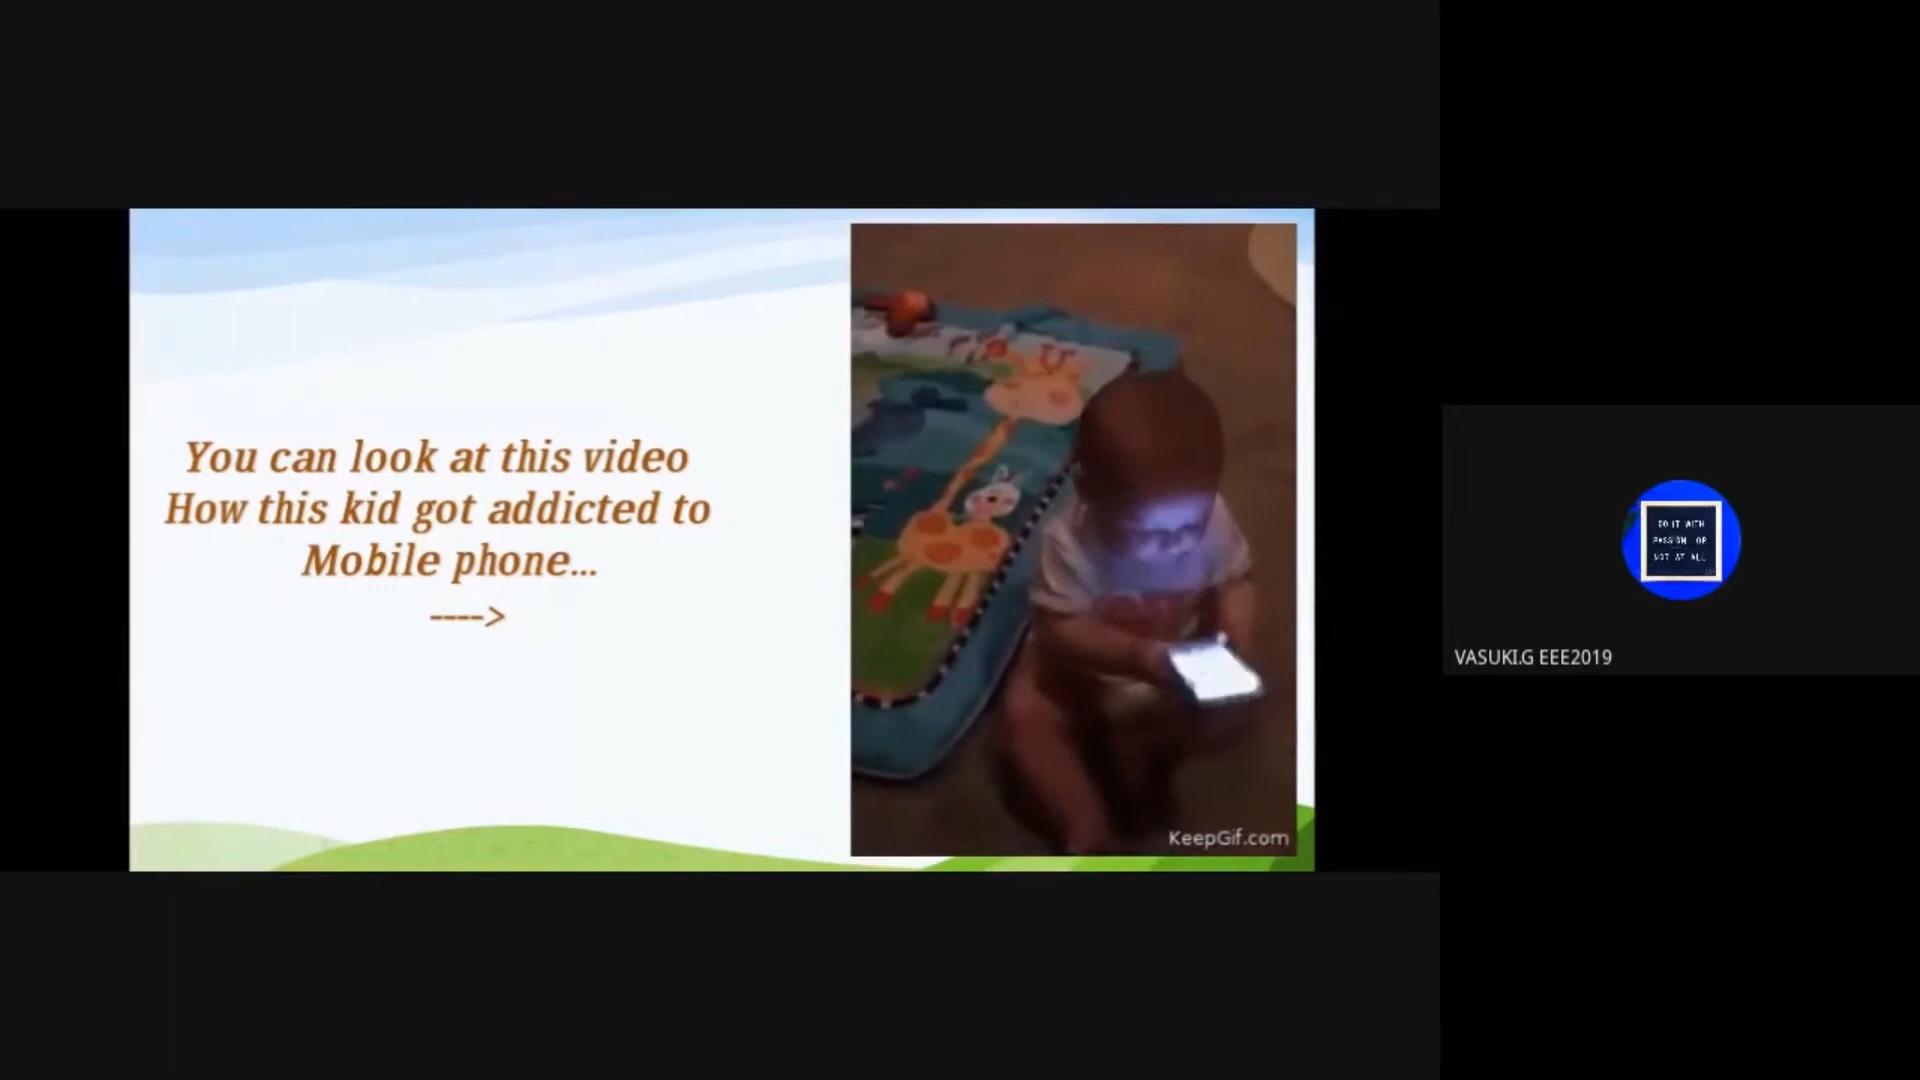 You can look at this video
How this kid got addicted to
Mobile phone...
---->
KeepGif.com
DO IT WITH
PASSION OR
NOT AT ALL
VASUKI.G EEE2019